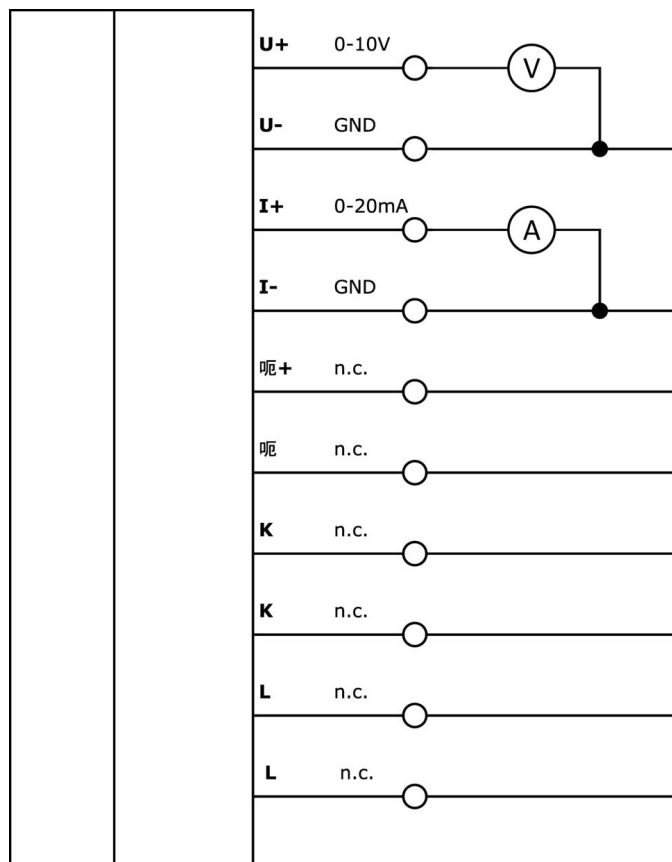 U+ 0-10V
V
U- GND
I+ 0-20mA
A
I- GND
呃+ n.c.
呃 n.c.
K n.c.
K n.c.
L n.c.
L n.c.